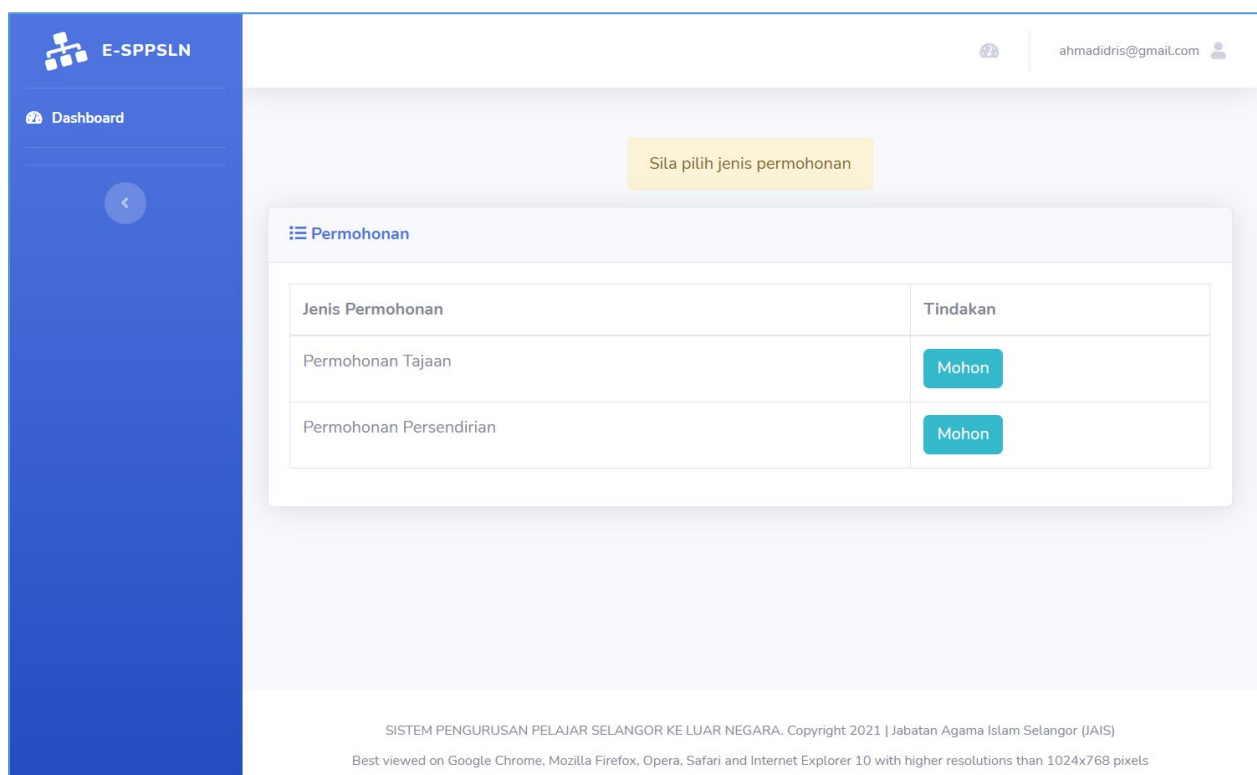 E-SPPSLN
ahmadidris@gmail.com
Dashboard
Sila pilih jenis permohonan
Permohonan
Jenis Permohonan Tindakan
Permohonan Tajaan Mohon
Permohonan Persendirian Mohon
SISTEM PENGURUSAN PELAJAR SELANGOR KE LUAR NEGARA. Copyright 2021 | Jabatan Agama Islam Selangor (JAIS)
Best viewed on Google Chrome, Mozilla Firefox, Opera, Safari and Internet Explorer 10 with higher resolutions than 1024x768 pixels